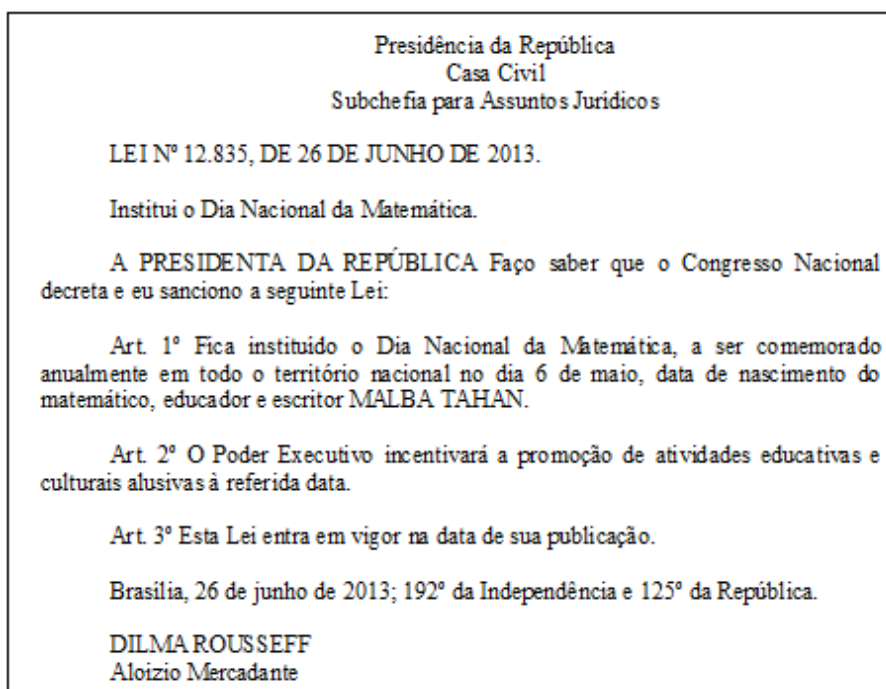 Presidência da República
Casa Civil
Subchefia para Assuntos Jurídicos
LEI Nº 12.835, DE 26 DE JUNHO DE 2013.
Institui o Dia Nacional da Matemática.
A PRESIDENTA DA REPÚBLICA Faço saber que o Congresso Nacional
decreta e eu sanciono a seguinte Lei:
Art. 1º Fica instituído o Dia Nacional da Matemática, a ser comemorado
anualmente em todo o território nacional no dia 6 de maio, data de nascimento do
matemático, educador e escritor MALBA TAHAN.
Art. 2º O Poder Executivo incentivará a promoção de atividades educativas e
culturais alusivas à referida data.
Art. 3º Esta Lei entra em vigor na data de sua publicação.
Brasília, 26 de junho de 2013; 192º da Independência e 125º da República.
DILMA ROUSSEFF
Aloizio Mercadante